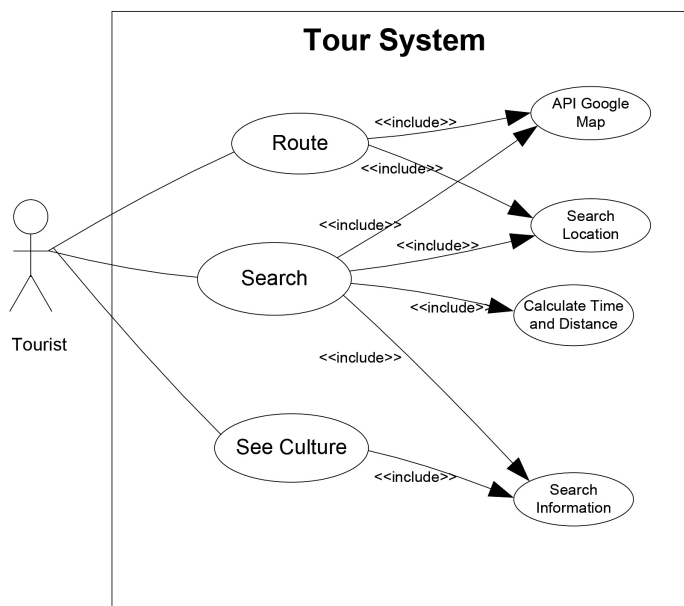 Tour System
API Google
Map
<<include>>
Route
<<include>>
Search
Location
<<include>>
<<include>>
Search
Calculate Time
and Distance
<<include>>
Tourist
<<include>>
See Culture
<<include>>
Search
Information